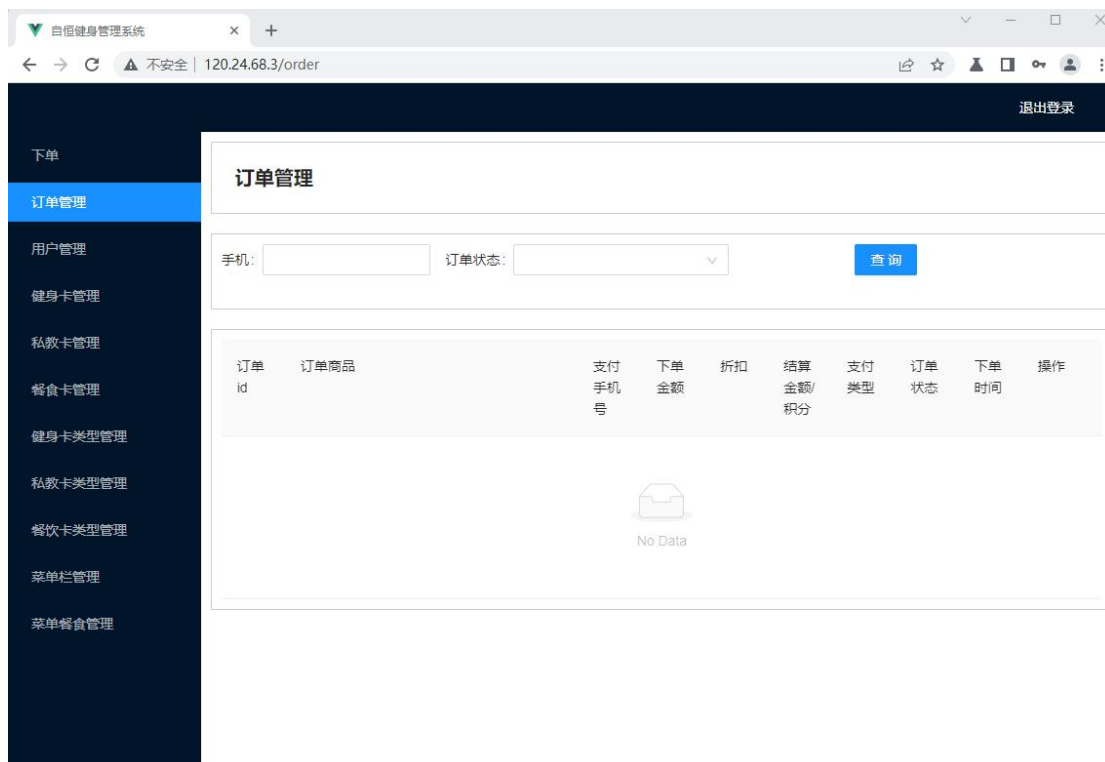 自恒健身管理系统
不安全 120.24.68.3/order
退出登录
下单
订单管理
用户管理
健身卡管理
私教卡管理
餐食卡管理
健身卡类型管理
私教卡类型管理
餐饮卡类型管理
菜单栏管理
菜单餐食管理
订单管理
手机: 订单状态: 查 询
订单 订单商品 支付 下单 折扣 结算 支付 订单 下单 操作
id 手机 金额 金额/ 类型 状态 时间
号 积分
No Data